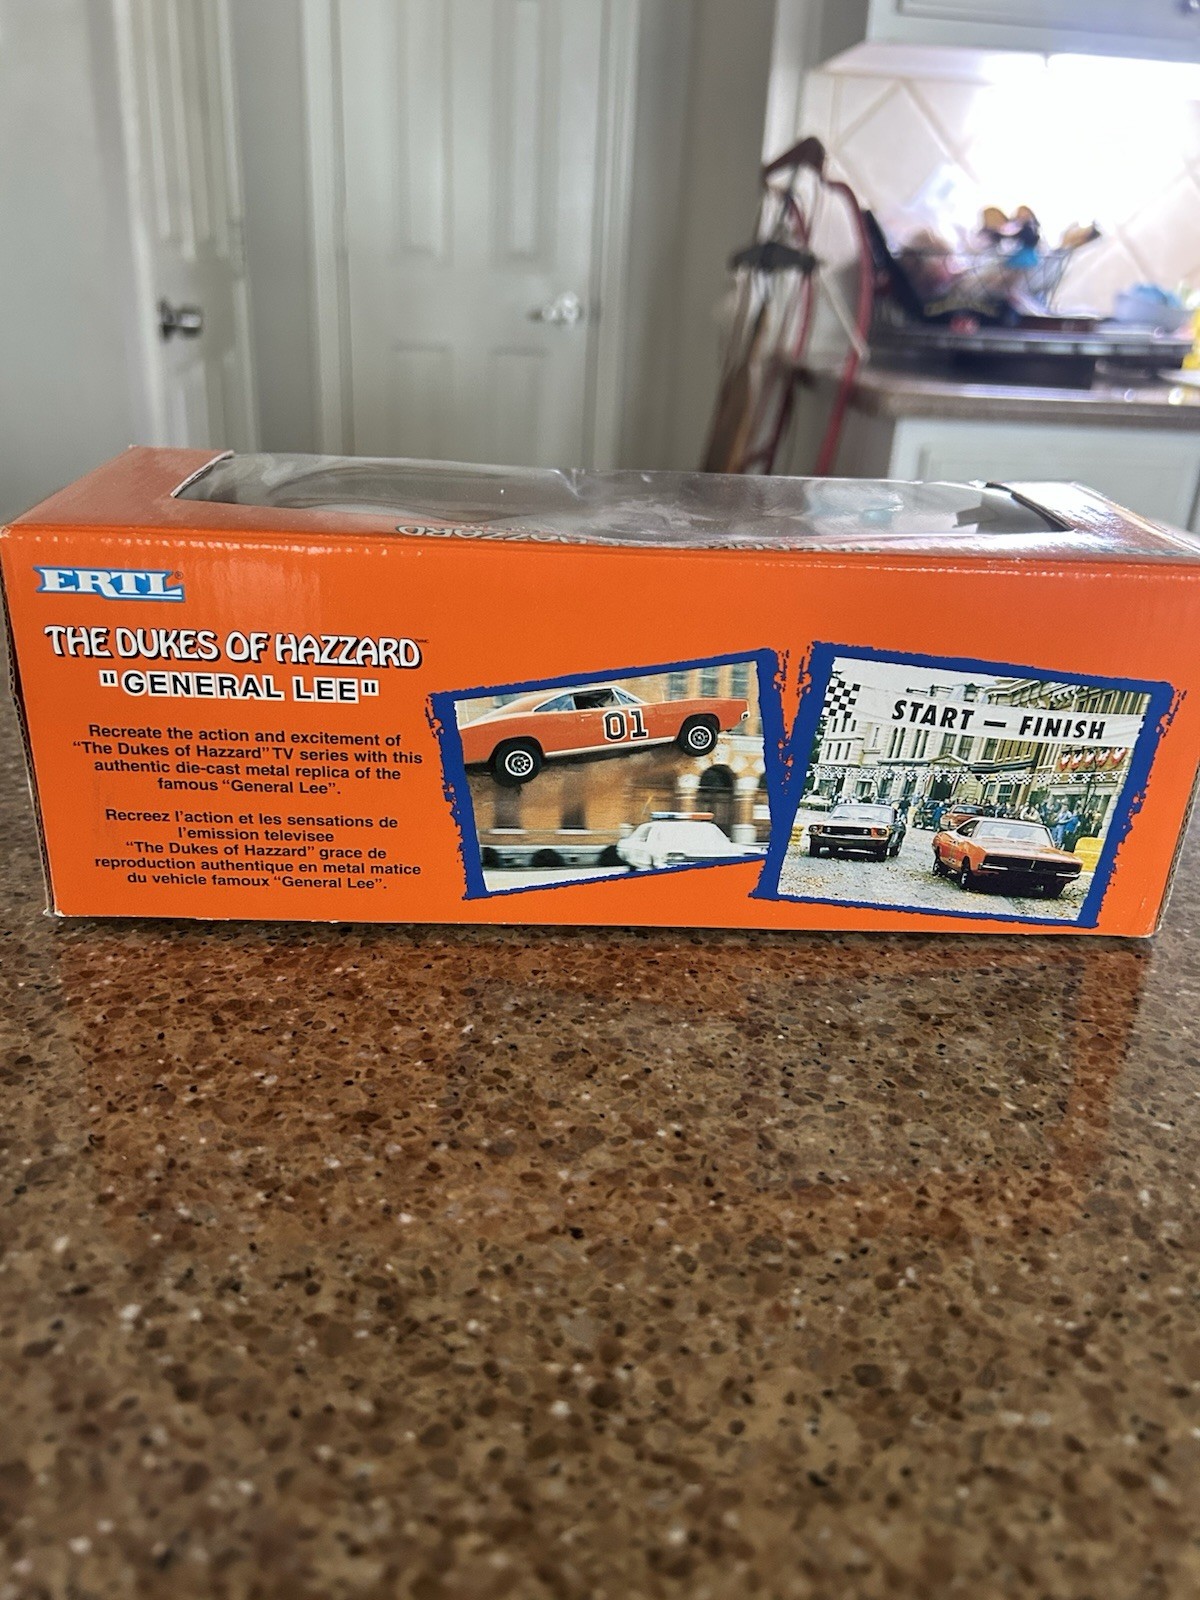 ERTL®
THE DUKES OF HAZZARD
"GENERAL LEE"
Recreate the action and excitement of
“The Dukes of Hazzard” TV series with this
authentic die-cast metal replica of the
famous “General Lee”.
Recreez l'action et les sensations de
l'emission televisee
“The Dukes of Hazzard” grace de
reproduction authentique en metal matice
du vehicle famoux “General Lee”.
01
START — FINISH